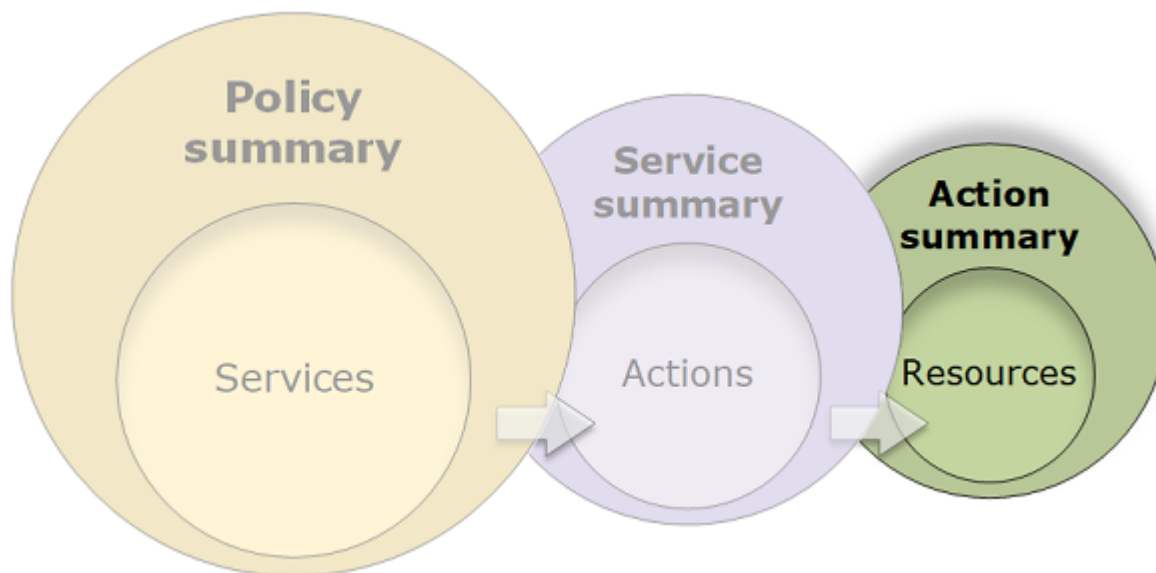 Policy
summary
Services
Service
summary
Actions
Action
summary
Resources